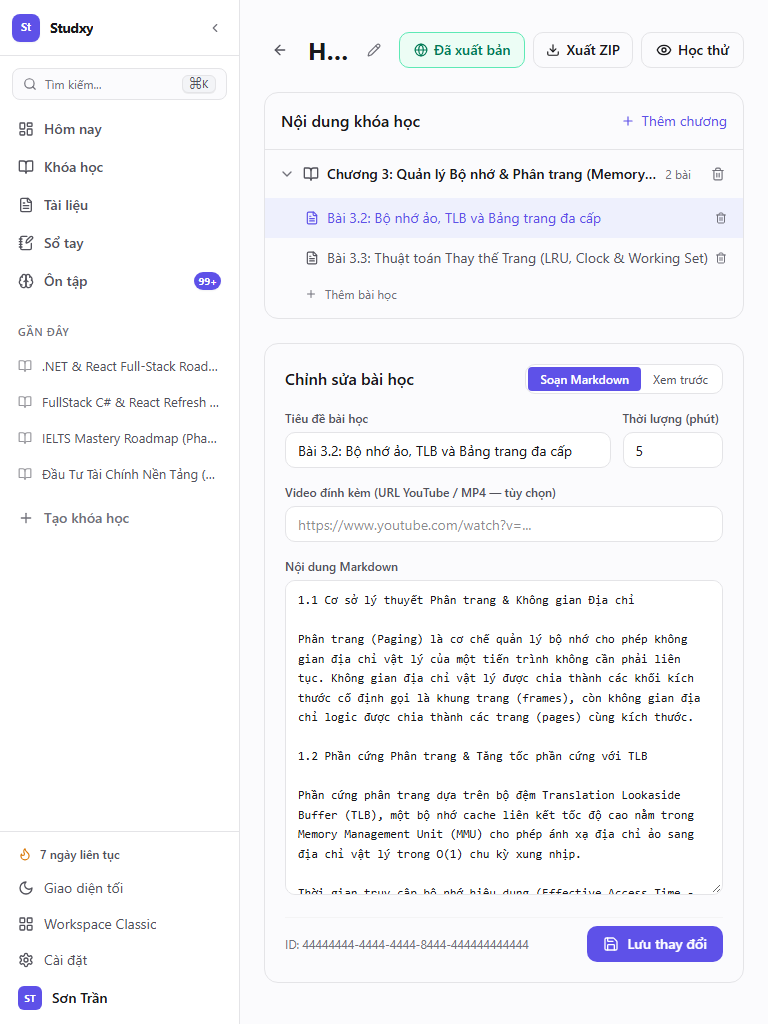 St Studxy
Tìm kiếm... ⌘K
Hôm nay
Khóa học
Tài liệu
Sổ tay
Ôn tập 99+
GẦN ĐÂY
.NET & React Full-Stack Road...
FullStack C# & React Refresh ...
IELTS Mastery Roadmap (Pha...
Đầu Tư Tài Chính Nền Tảng (...
Tạo khóa học
7 ngày liên tục
Giao diện tối
Workspace Classic
Cài đặt
ST Sơn Trần
H... Đã xuất bản Xuất ZIP Học thử
Nội dung khóa học + Thêm chương
Chương 3: Quản lý Bộ nhớ & Phân trang (Memory... 2 bài
Bài 3.2: Bộ nhớ ảo, TLB và Bảng trang đa cấp
Bài 3.3: Thuật toán Thay thế Trang (LRU, Clock & Working Set)
+ Thêm bài học
Chỉnh sửa bài học Soạn Markdown Xem trước
Tiêu đề bài học Thời lượng (phút)
Bài 3.2: Bộ nhớ ảo, TLB và Bảng trang đa cấp 5
Video đính kèm (URL YouTube / MP4 — tùy chọn)
https://www.youtube.com/watch?v=...
Nội dung Markdown
1.1 Cơ sở lý thuyết Phân trang & Không gian Địa chỉ
Phân trang (Paging) là cơ chế quản lý bộ nhớ cho phép không
gian địa chỉ vật lý của một tiến trình không cần phải liên
tục. Không gian địa chỉ vật lý được chia thành các khối kích
thước cố định gọi là khung trang (frames), còn không gian địa
chỉ logic được chia thành các trang (pages) cùng kích thước.
1.2 Phần cứng Phân trang & Tăng tốc phần cứng với TLB
Phần cứng phân trang dựa trên bộ đệm Translation Lookaside
Buffer (TLB), một bộ nhớ cache liên kết tốc độ cao nằm trong
Memory Management Unit (MMU) cho phép ánh xạ địa chỉ ảo sang
địa chỉ vật lý trong O(1) chu kỳ xung nhịp.
Thời gian truy cập bộ nhớ hiệu dụng (Effective Access Time -
ID: 44444444-4444-4444-8444-444444444444 Lưu thay đổi